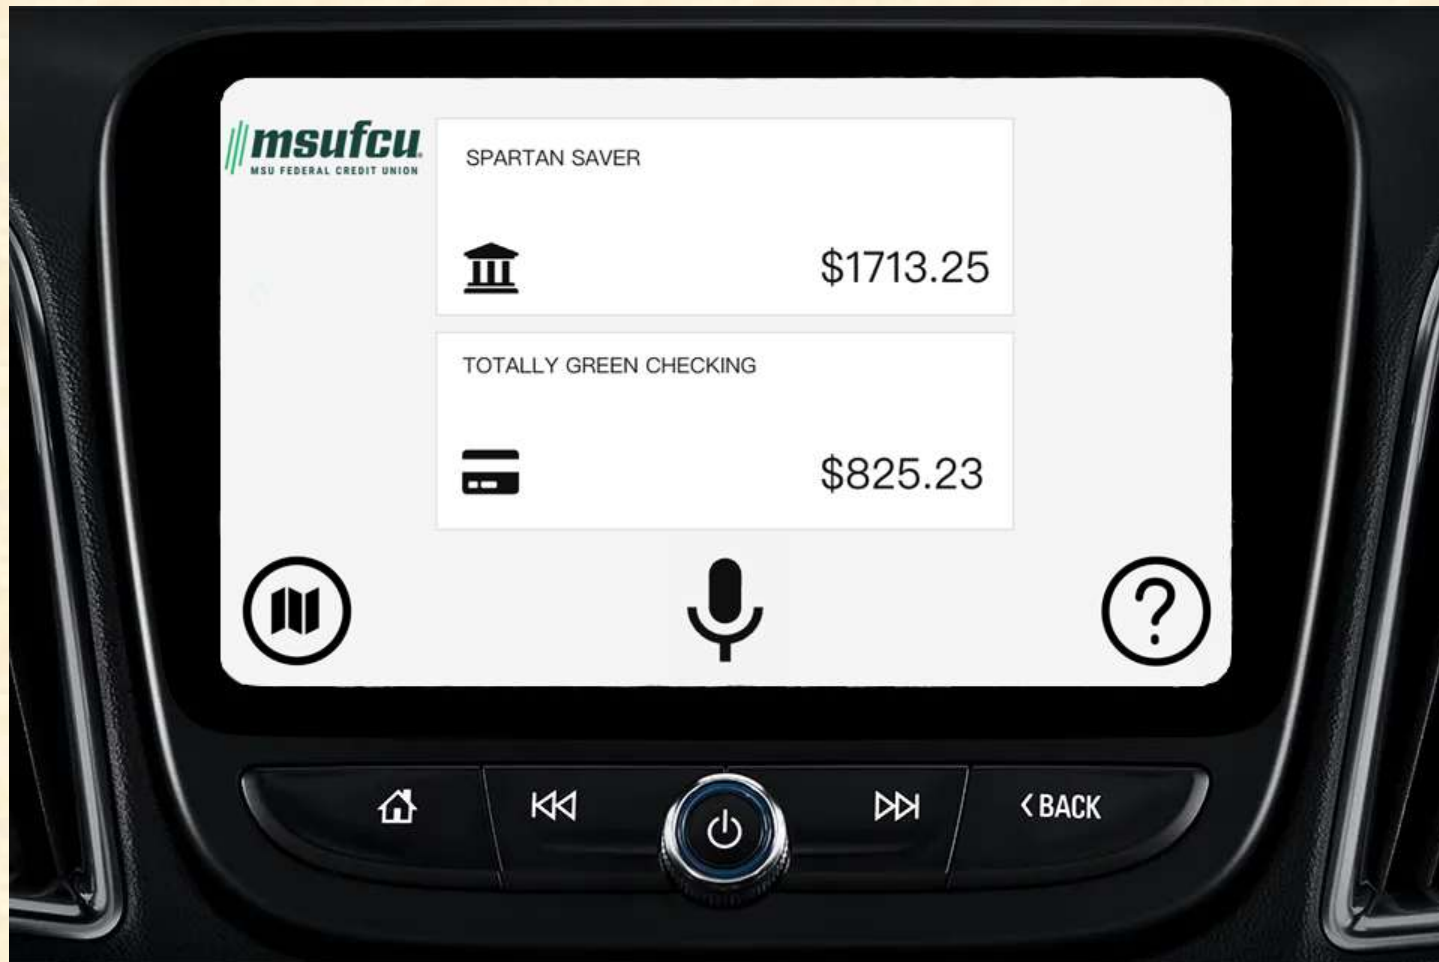 msufcu
MSU FEDERAL CREDIT UNION
SPARTAN SAVER
$1713.25
TOTALLY GREEN CHECKING
$825.23
?
<BACK